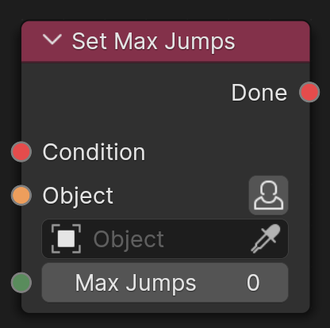 Set Max Jumps
Done
Condition
Object
Object
Max Jumps 0